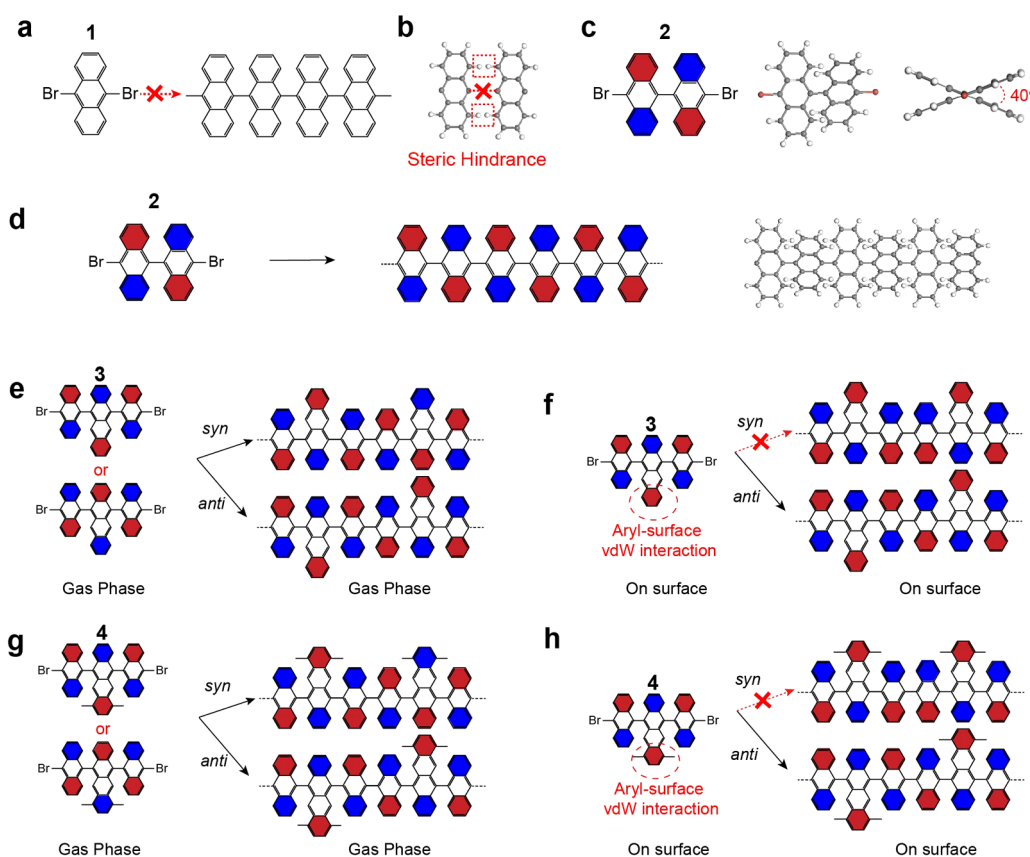 a
1
Br
Br
b
Steric Hindrance
c
2
Br
Br
40°
d
2
Br
Br
e
3
Br
Br
or
Br
Br
Gas Phase
syn
anti
Gas Phase
f
3
Br
Br
Aryl-surface
vdW interaction
On surface
syn
anti
On surface
g
4
Br
Br
or
Br
Br
Gas Phase
syn
anti
Gas Phase
h
4
Br
Br
Aryl-surface
vdW interaction
On surface
syn
anti
On surface